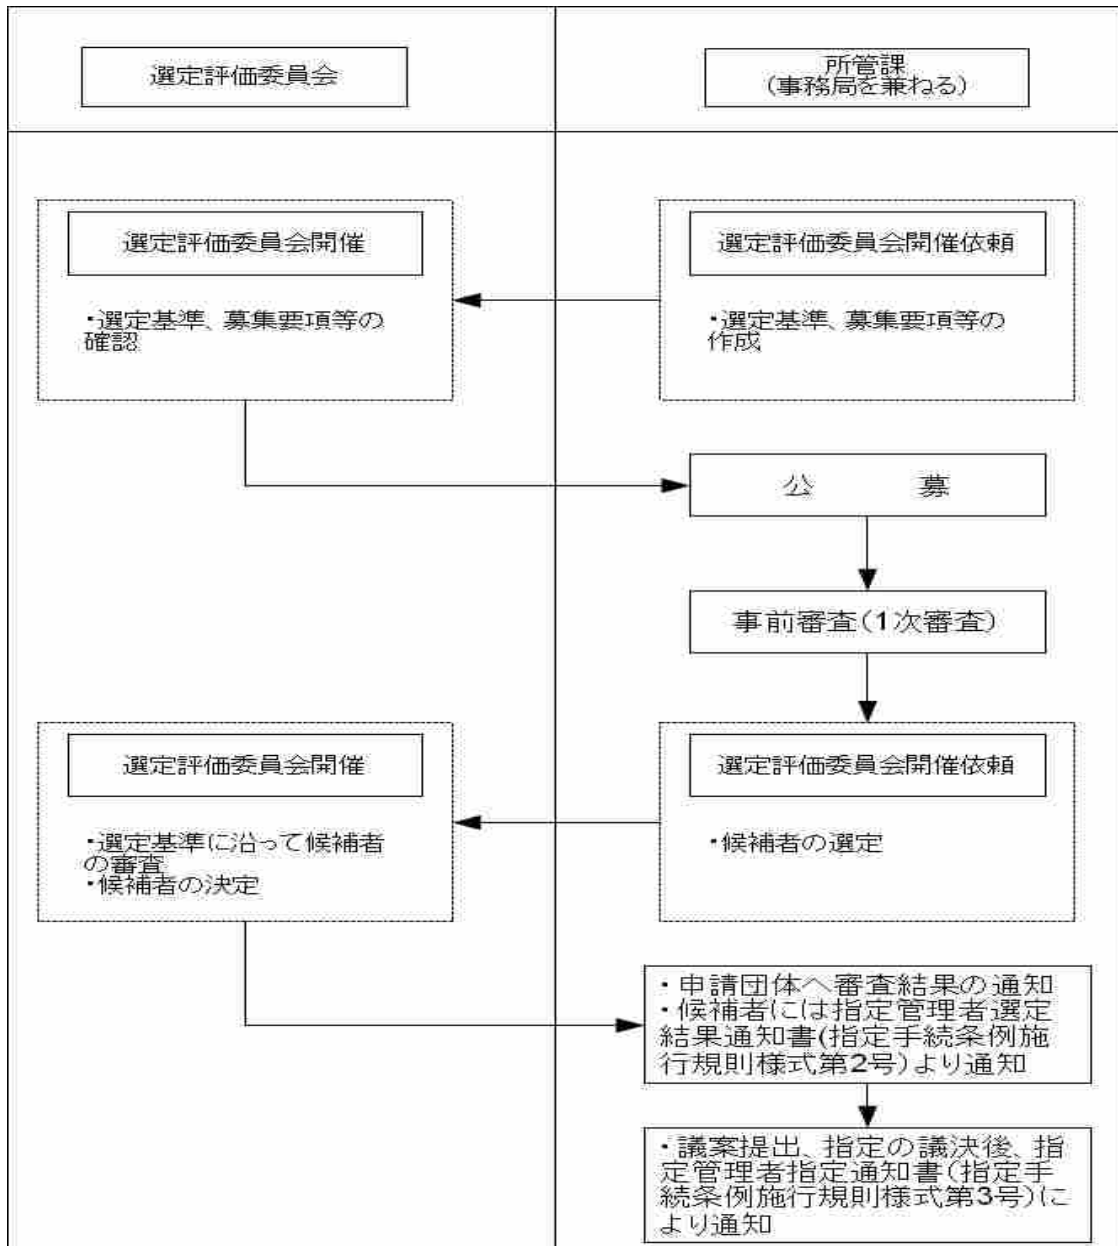 選定評価委員会
所管課
(事務局を兼ねる)
選定評価委員会開催依頼
・選定基準、募集要項等の
作成
選定評価委員会開催
・選定基準、募集要項等の
確認
公　　募
事前審査(1次審査)
選定評価委員会開催依頼
・候補者の選定
選定評価委員会開催
・選定基準に沿って候補者
の審査
・候補者の決定
・申請団体へ審査結果の通知
・候補者には指定管理者選定
結果通知書(指定手続条例施
行規則様式第2号)より通知
・議案提出、指定の議決後、指
定管理者指定通知書(指定手
続条例施行規則様式第3号)に
より通知